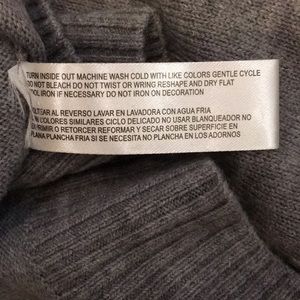 TURN INSIDE OUT MACHINE WASH COLD WITH LIKE COLORS GENTLE CYCLE
DO NOT BLEACH DO NOT TWIST OR WRING RESHAPE AND DRY FLAT
COOL IRON IF NECESSARY DO NOT IRON ON DECORATION
AL REVERSO LAVAR EN LAVADORA CON AGUA FRIA
COLORES SIMILARES CICLO DELICADO NO USAR BLANQUEADOR NO
O RETORCER REFORMAR Y SECAR SOBRE SUPERFICIE EN
PLANA PLANCHA FRIA SI SE NECESITA NO PLANCHA EN LOS ADORNOS